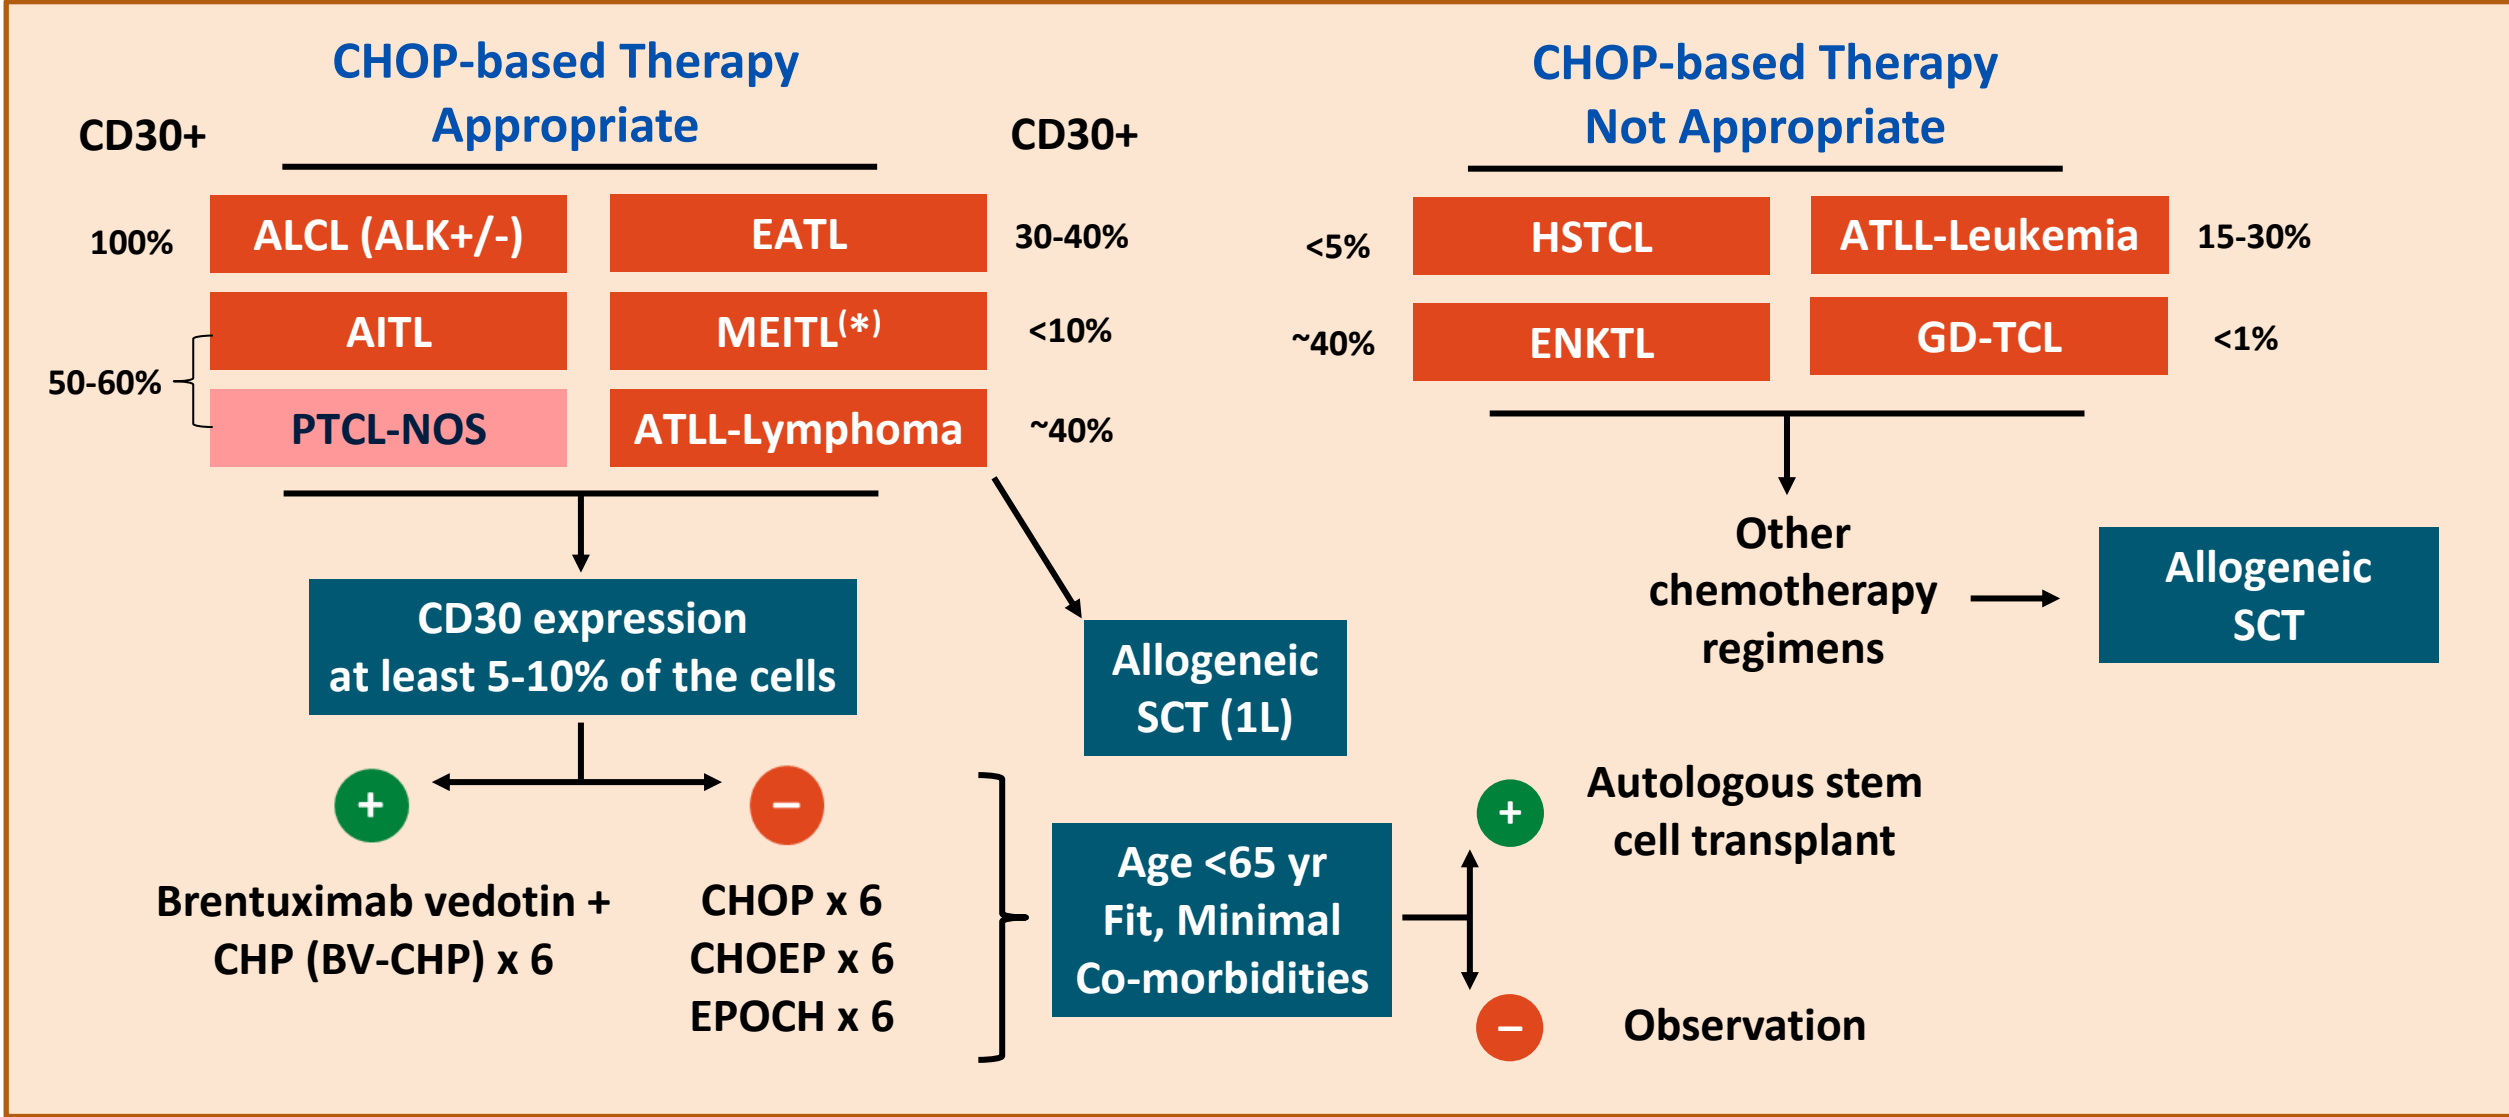 CHOP-based Therapy
Appropriate
CD30+
CD30+
100%
ALCL (ALK+/-)
EATL
30-40%
AITL
MEITL(*)
<10%
50-60%
PTCL-NOS
ATLL-Lymphoma
~40%
CD30 expression
at least 5-10% of the cells
+
−
Brentuximab vedotin +
CHP (BV-CHP) x 6
CHOP x 6
CHOEP x 6
EPOCH x 6
Allogeneic
SCT (1L)
Age <65 yr
Fit, Minimal
Co-morbidities
+
Autologous stem
cell transplant
−
Observation
CHOP-based Therapy
Not Appropriate
<5%
HSTCL
ATLL-Leukemia
15-30%
~40%
ENKTL
GD-TCL
<1%
Other
chemotherapy
regimens
Allogeneic
SCT